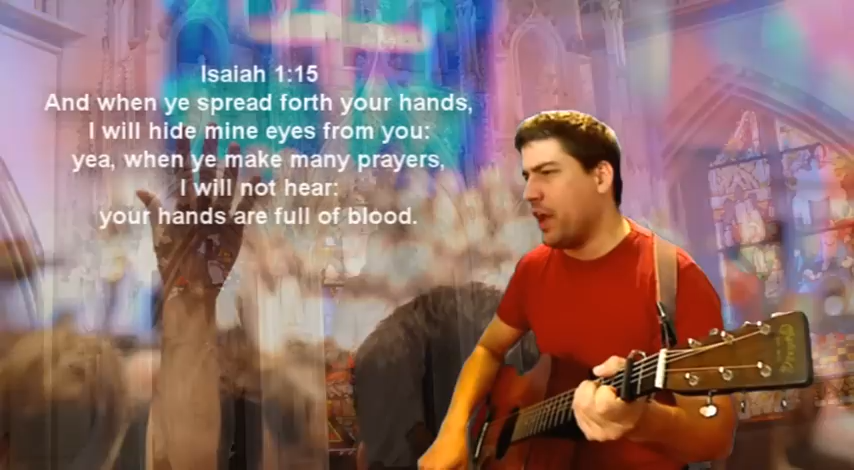 Isaiah 1:15
And when ye spread forth your hands,
I will hide mine eyes from you:
yea, when ye make many prayers,
I will not hear:
your hands are full of blood.